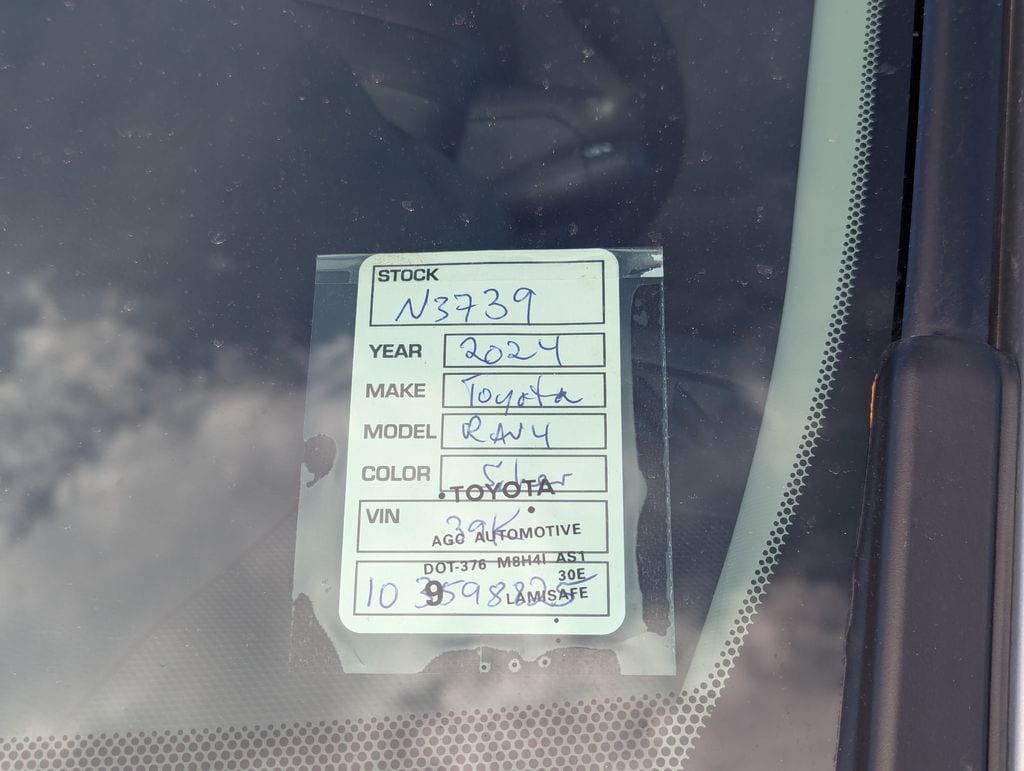 STOCK
N3739
YEAR 2024
MAKE Toyota
MODEL RAV4
COLOR Silver
TOYOTA
VIN 39K
AGC AUTOMOTIVE
DOT-376 M8H4I AS1
30E
10
9 LAMISAFE